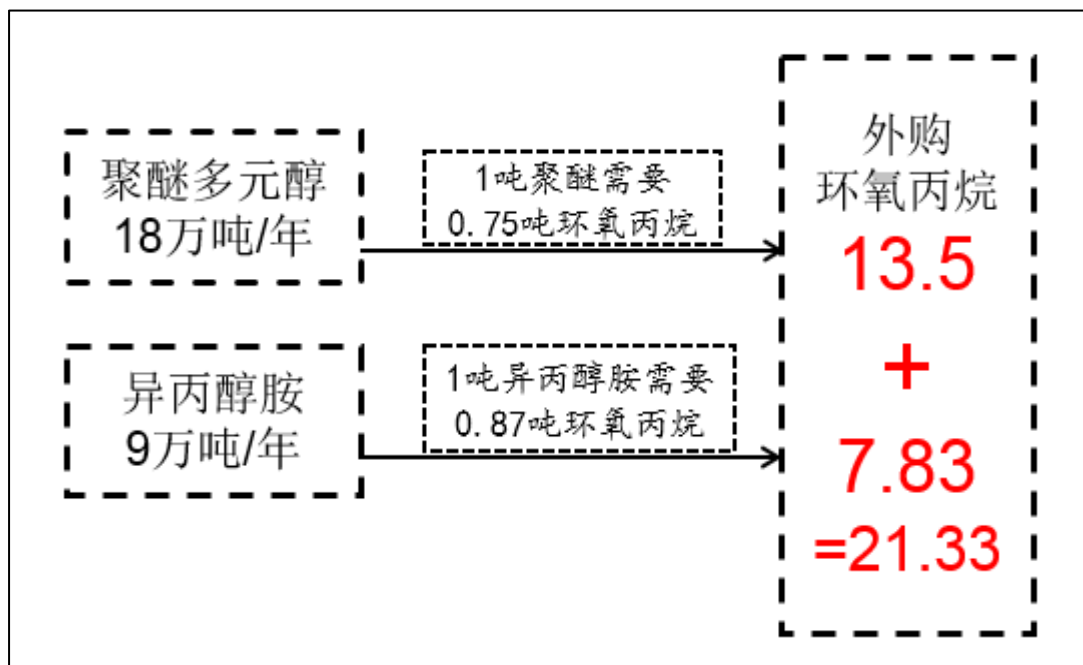 聚醚多元醇
18万吨/年
1吨聚醚需要
0.75吨环氧丙烷
异丙醇胺
9万吨/年
1吨异丙醇胺需要
0.87吨环氧丙烷
外购
环氧丙烷
13.5
+
7.83
=21.33